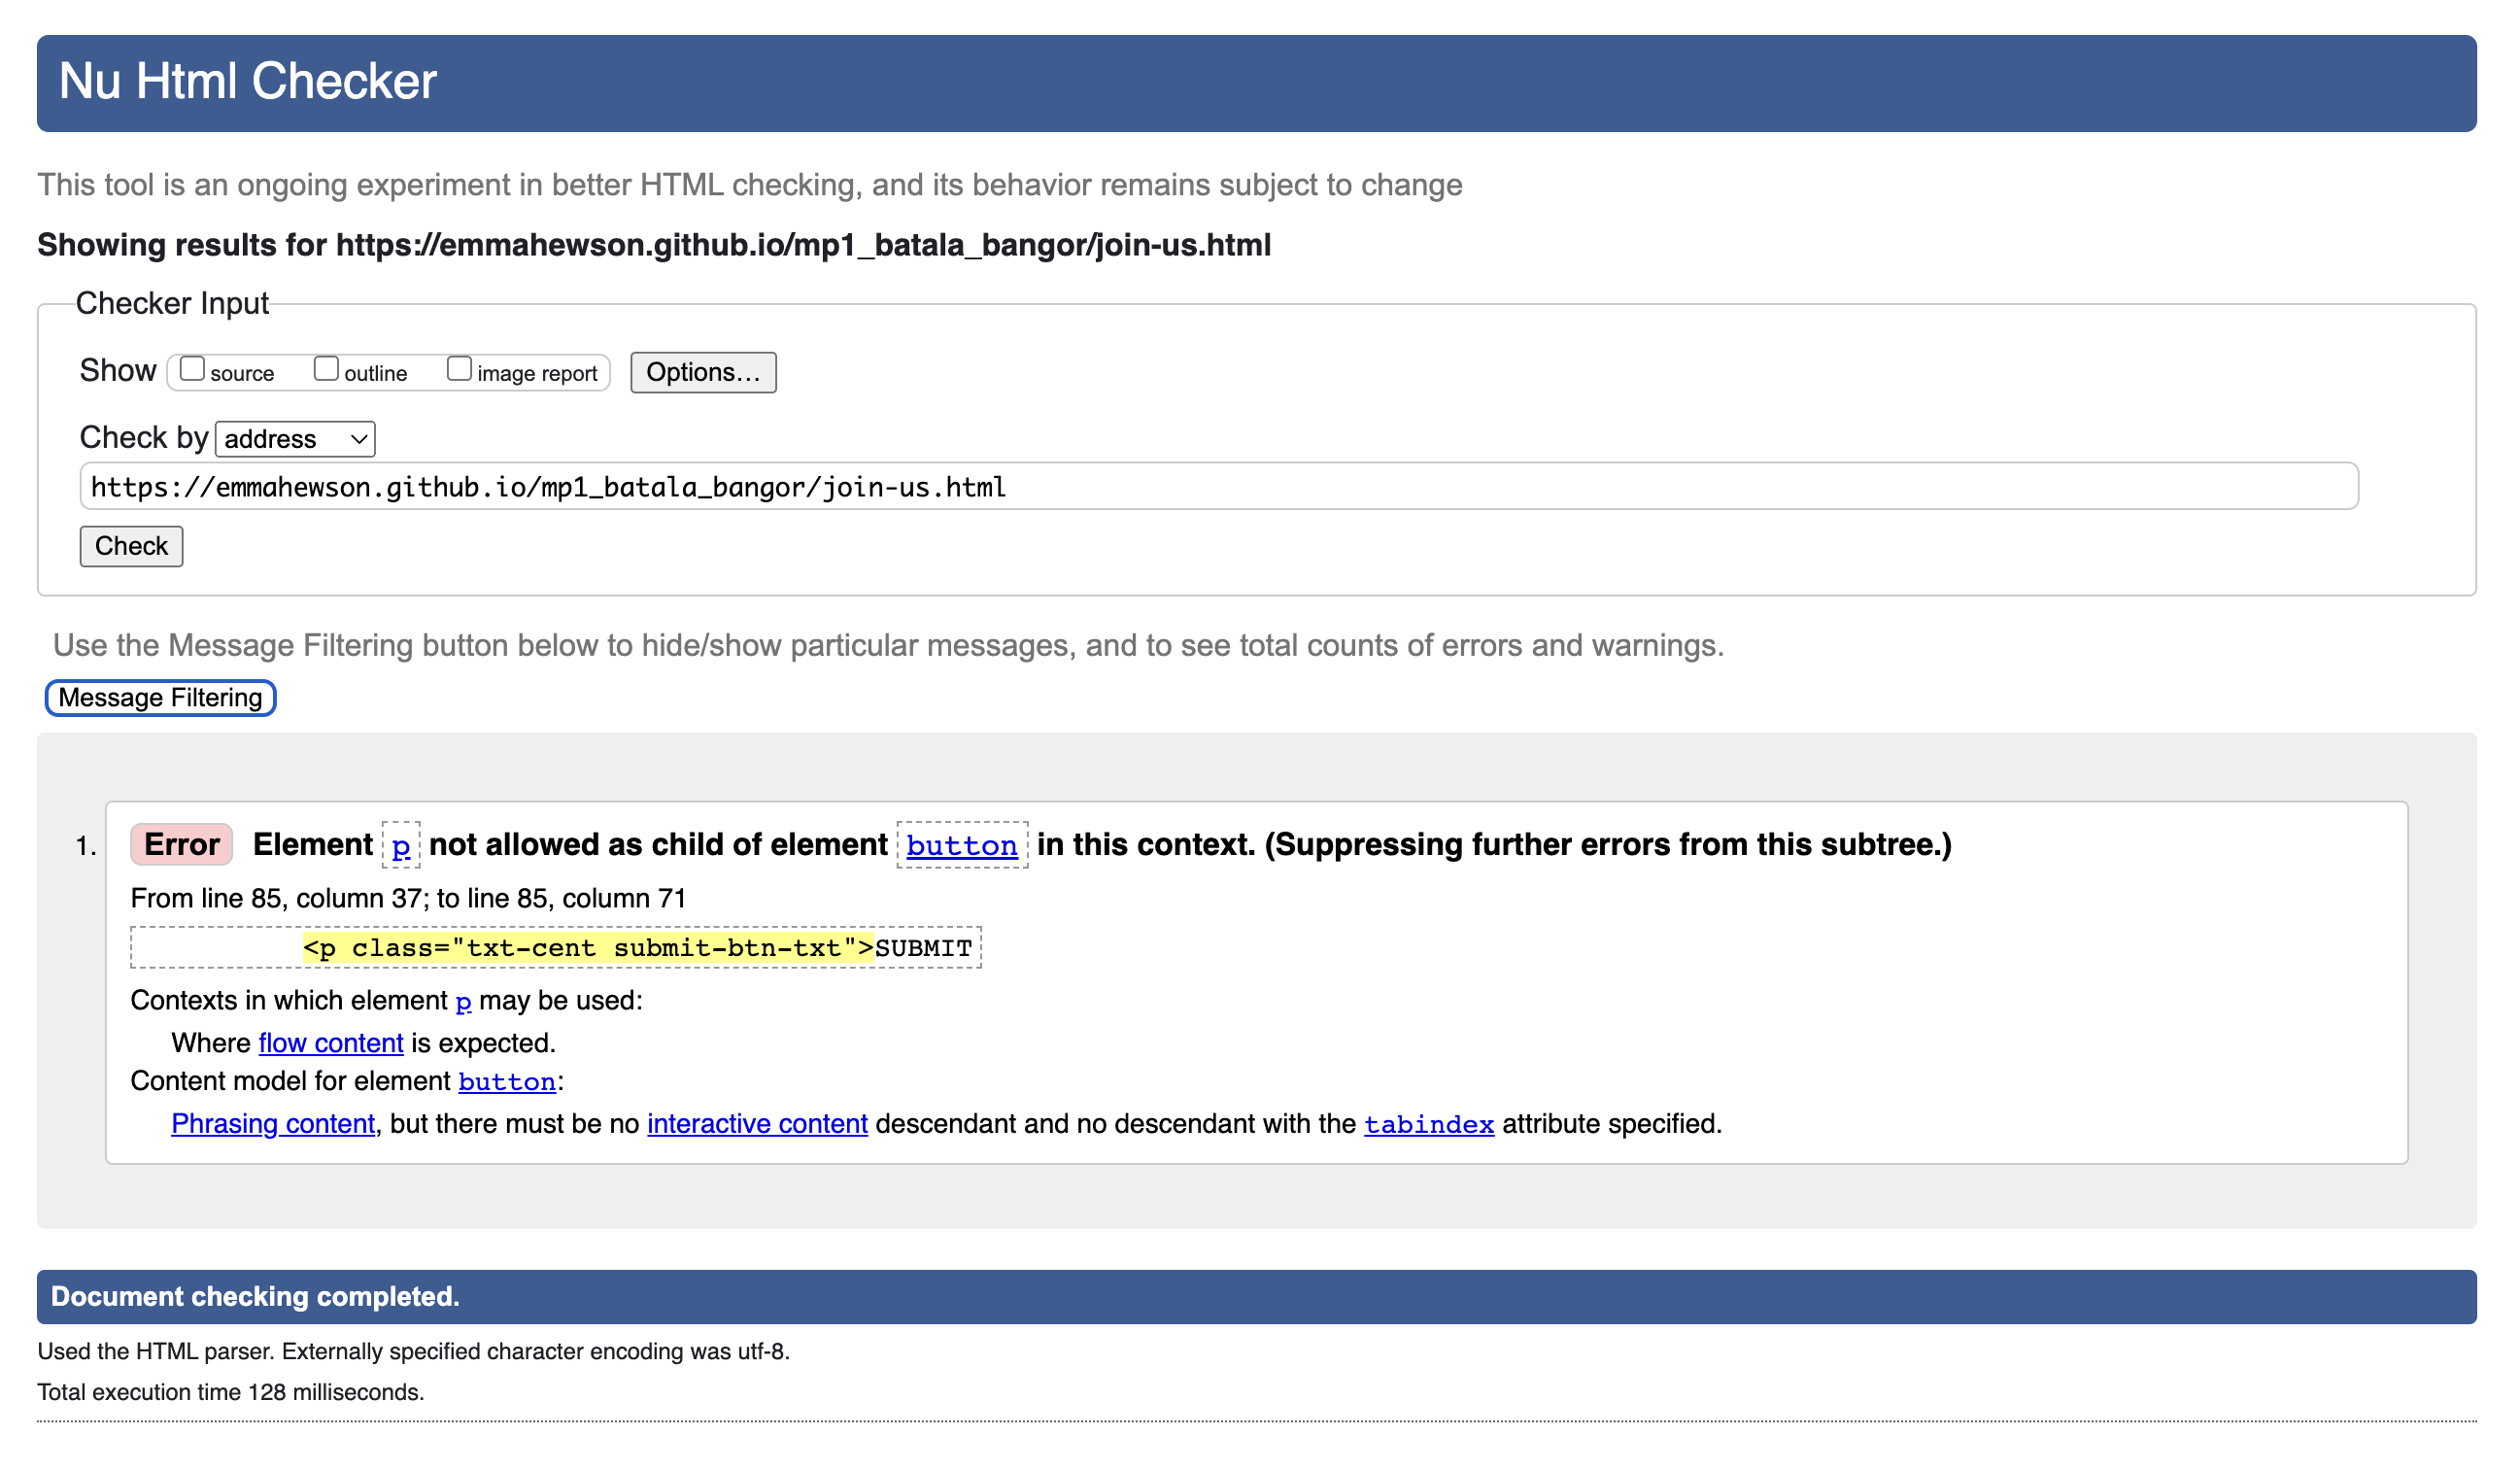 Nu Html Checker
This tool is an ongoing experiment in better HTML checking, and its behavior remains subject to change
Showing results for https://emmahewson.github.io/mp1_batala_bangor/join-us.html
Checker Input
Show source outline image report Options...
Check by address
https://emmahewson.github.io/mp1_batala_bangor/join-us.html
Check
Use the Message Filtering button below to hide/show particular messages, and to see total counts of errors and warnings.
Message Filtering
1. Error Element p not allowed as child of element button in this context. (Suppressing further errors from this subtree.)
From line 85, column 37; to line 85, column 71
<p class="txt-cent submit-btn-txt">SUBMIT
Contexts in which element p may be used:
Where flow content is expected.
Content model for element button:
Phrasing content, but there must be no interactive content descendant and no descendant with the tabindex attribute specified.
Document checking completed.
Used the HTML parser. Externally specified character encoding was utf-8.
Total execution time 128 milliseconds.